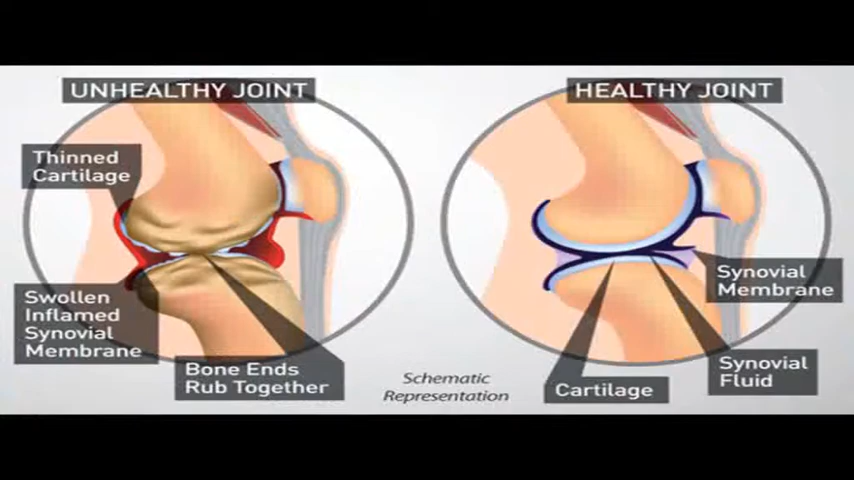 UNHEALTHY JOINT
Thinned
Cartilage
Swollen
Inflamed
Synovial
Membrane
Bone Ends
Rub Together
Schematic
Representation
HEALTHY JOINT
Synovial
Membrane
Cartilage
Synovial
Fluid